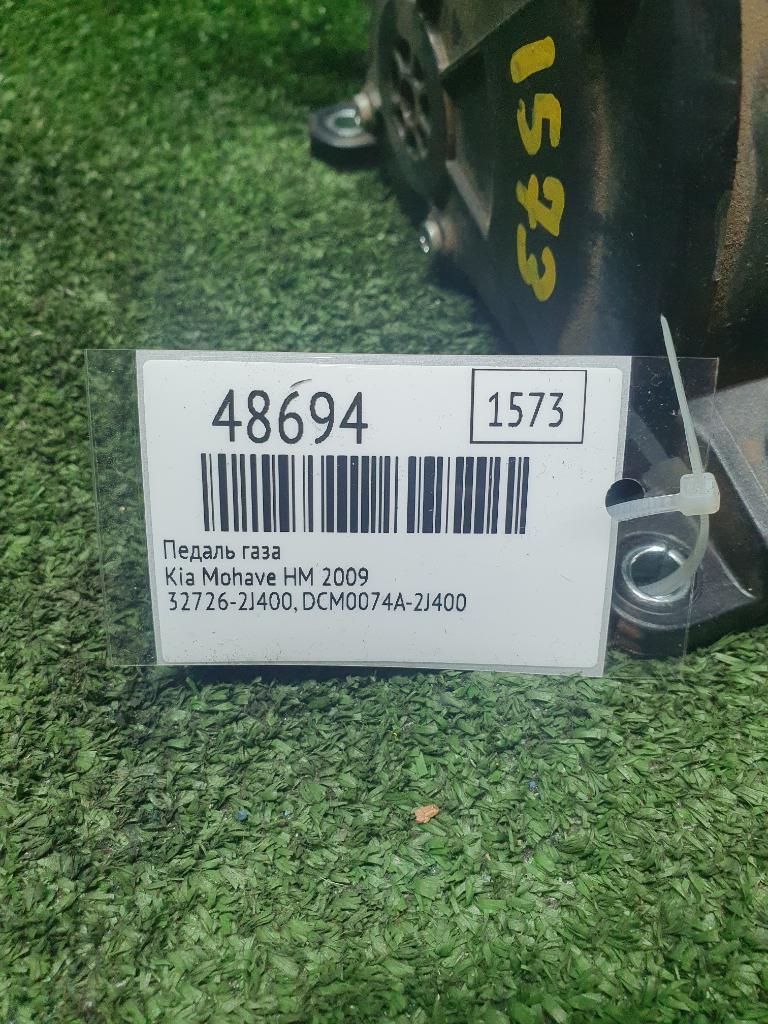 1573
48694
1573
Педаль газа
Kia Mohave HM 2009
32726-2J400, DCM0074A-2J400